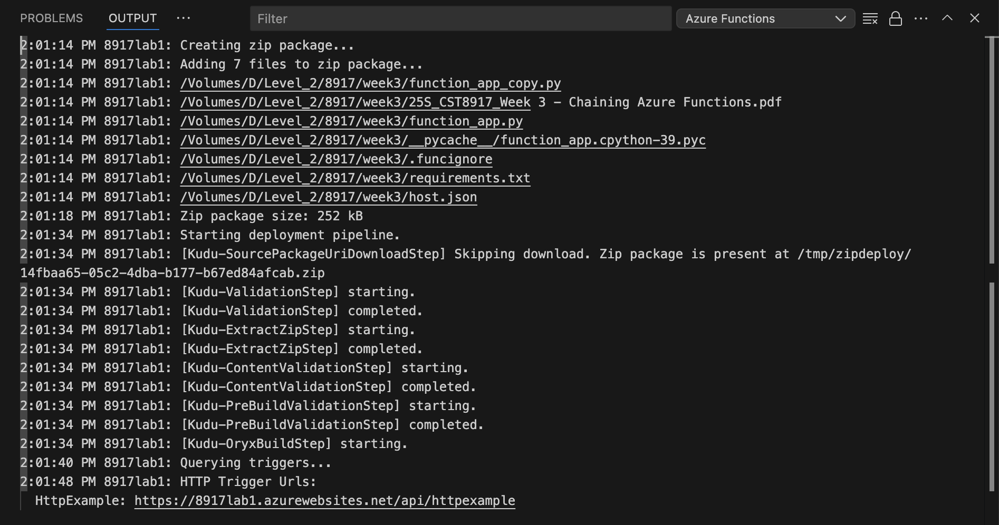 PROBLEMS OUTPUT ··· Filter Azure Functions ···
2:01:14 PM 8917lab1: Creating zip package...
2:01:14 PM 8917lab1: Adding 7 files to zip package...
2:01:14 PM 8917lab1: /Volumes/D/Level_2/8917/week3/function_app_copy.py
2:01:14 PM 8917lab1: /Volumes/D/Level_2/8917/week3/25S_CST8917_Week 3 – Chaining Azure Functions.pdf
2:01:14 PM 8917lab1: /Volumes/D/Level_2/8917/week3/function_app.py
2:01:14 PM 8917lab1: /Volumes/D/Level_2/8917/week3/__pycache__/function_app.cpython-39.pyc
2:01:14 PM 8917lab1: /Volumes/D/Level_2/8917/week3/.funcignore
2:01:14 PM 8917lab1: /Volumes/D/Level_2/8917/week3/requirements.txt
2:01:14 PM 8917lab1: /Volumes/D/Level_2/8917/week3/host.json
2:01:18 PM 8917lab1: Zip package size: 252 kB
2:01:34 PM 8917lab1: Starting deployment pipeline.
2:01:34 PM 8917lab1: [Kudu-SourcePackageUriDownloadStep] Skipping download. Zip package is present at /tmp/zipdeploy/
14fbaa65-05c2-4dba-b177-b67ed84afcab.zip
2:01:34 PM 8917lab1: [Kudu-ValidationStep] starting.
2:01:34 PM 8917lab1: [Kudu-ValidationStep] completed.
2:01:34 PM 8917lab1: [Kudu-ExtractZipStep] starting.
2:01:34 PM 8917lab1: [Kudu-ExtractZipStep] completed.
2:01:34 PM 8917lab1: [Kudu-ContentValidationStep] starting.
2:01:34 PM 8917lab1: [Kudu-ContentValidationStep] completed.
2:01:34 PM 8917lab1: [Kudu-PreBuildValidationStep] starting.
2:01:34 PM 8917lab1: [Kudu-PreBuildValidationStep] completed.
2:01:34 PM 8917lab1: [Kudu-OryxBuildStep] starting.
2:01:40 PM 8917lab1: Querying triggers...
2:01:48 PM 8917lab1: HTTP Trigger Urls:
HttpExample: https://8917lab1.azurewebsites.net/api/httpexample